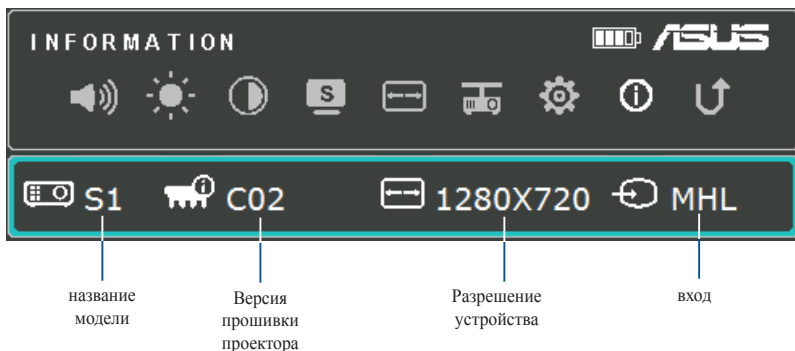 INFORMATION
ASUS
S
S1
C02
1280X720
MHL
название
модели
Версия
прошивки
проектора
Разрешение
устройства
вход